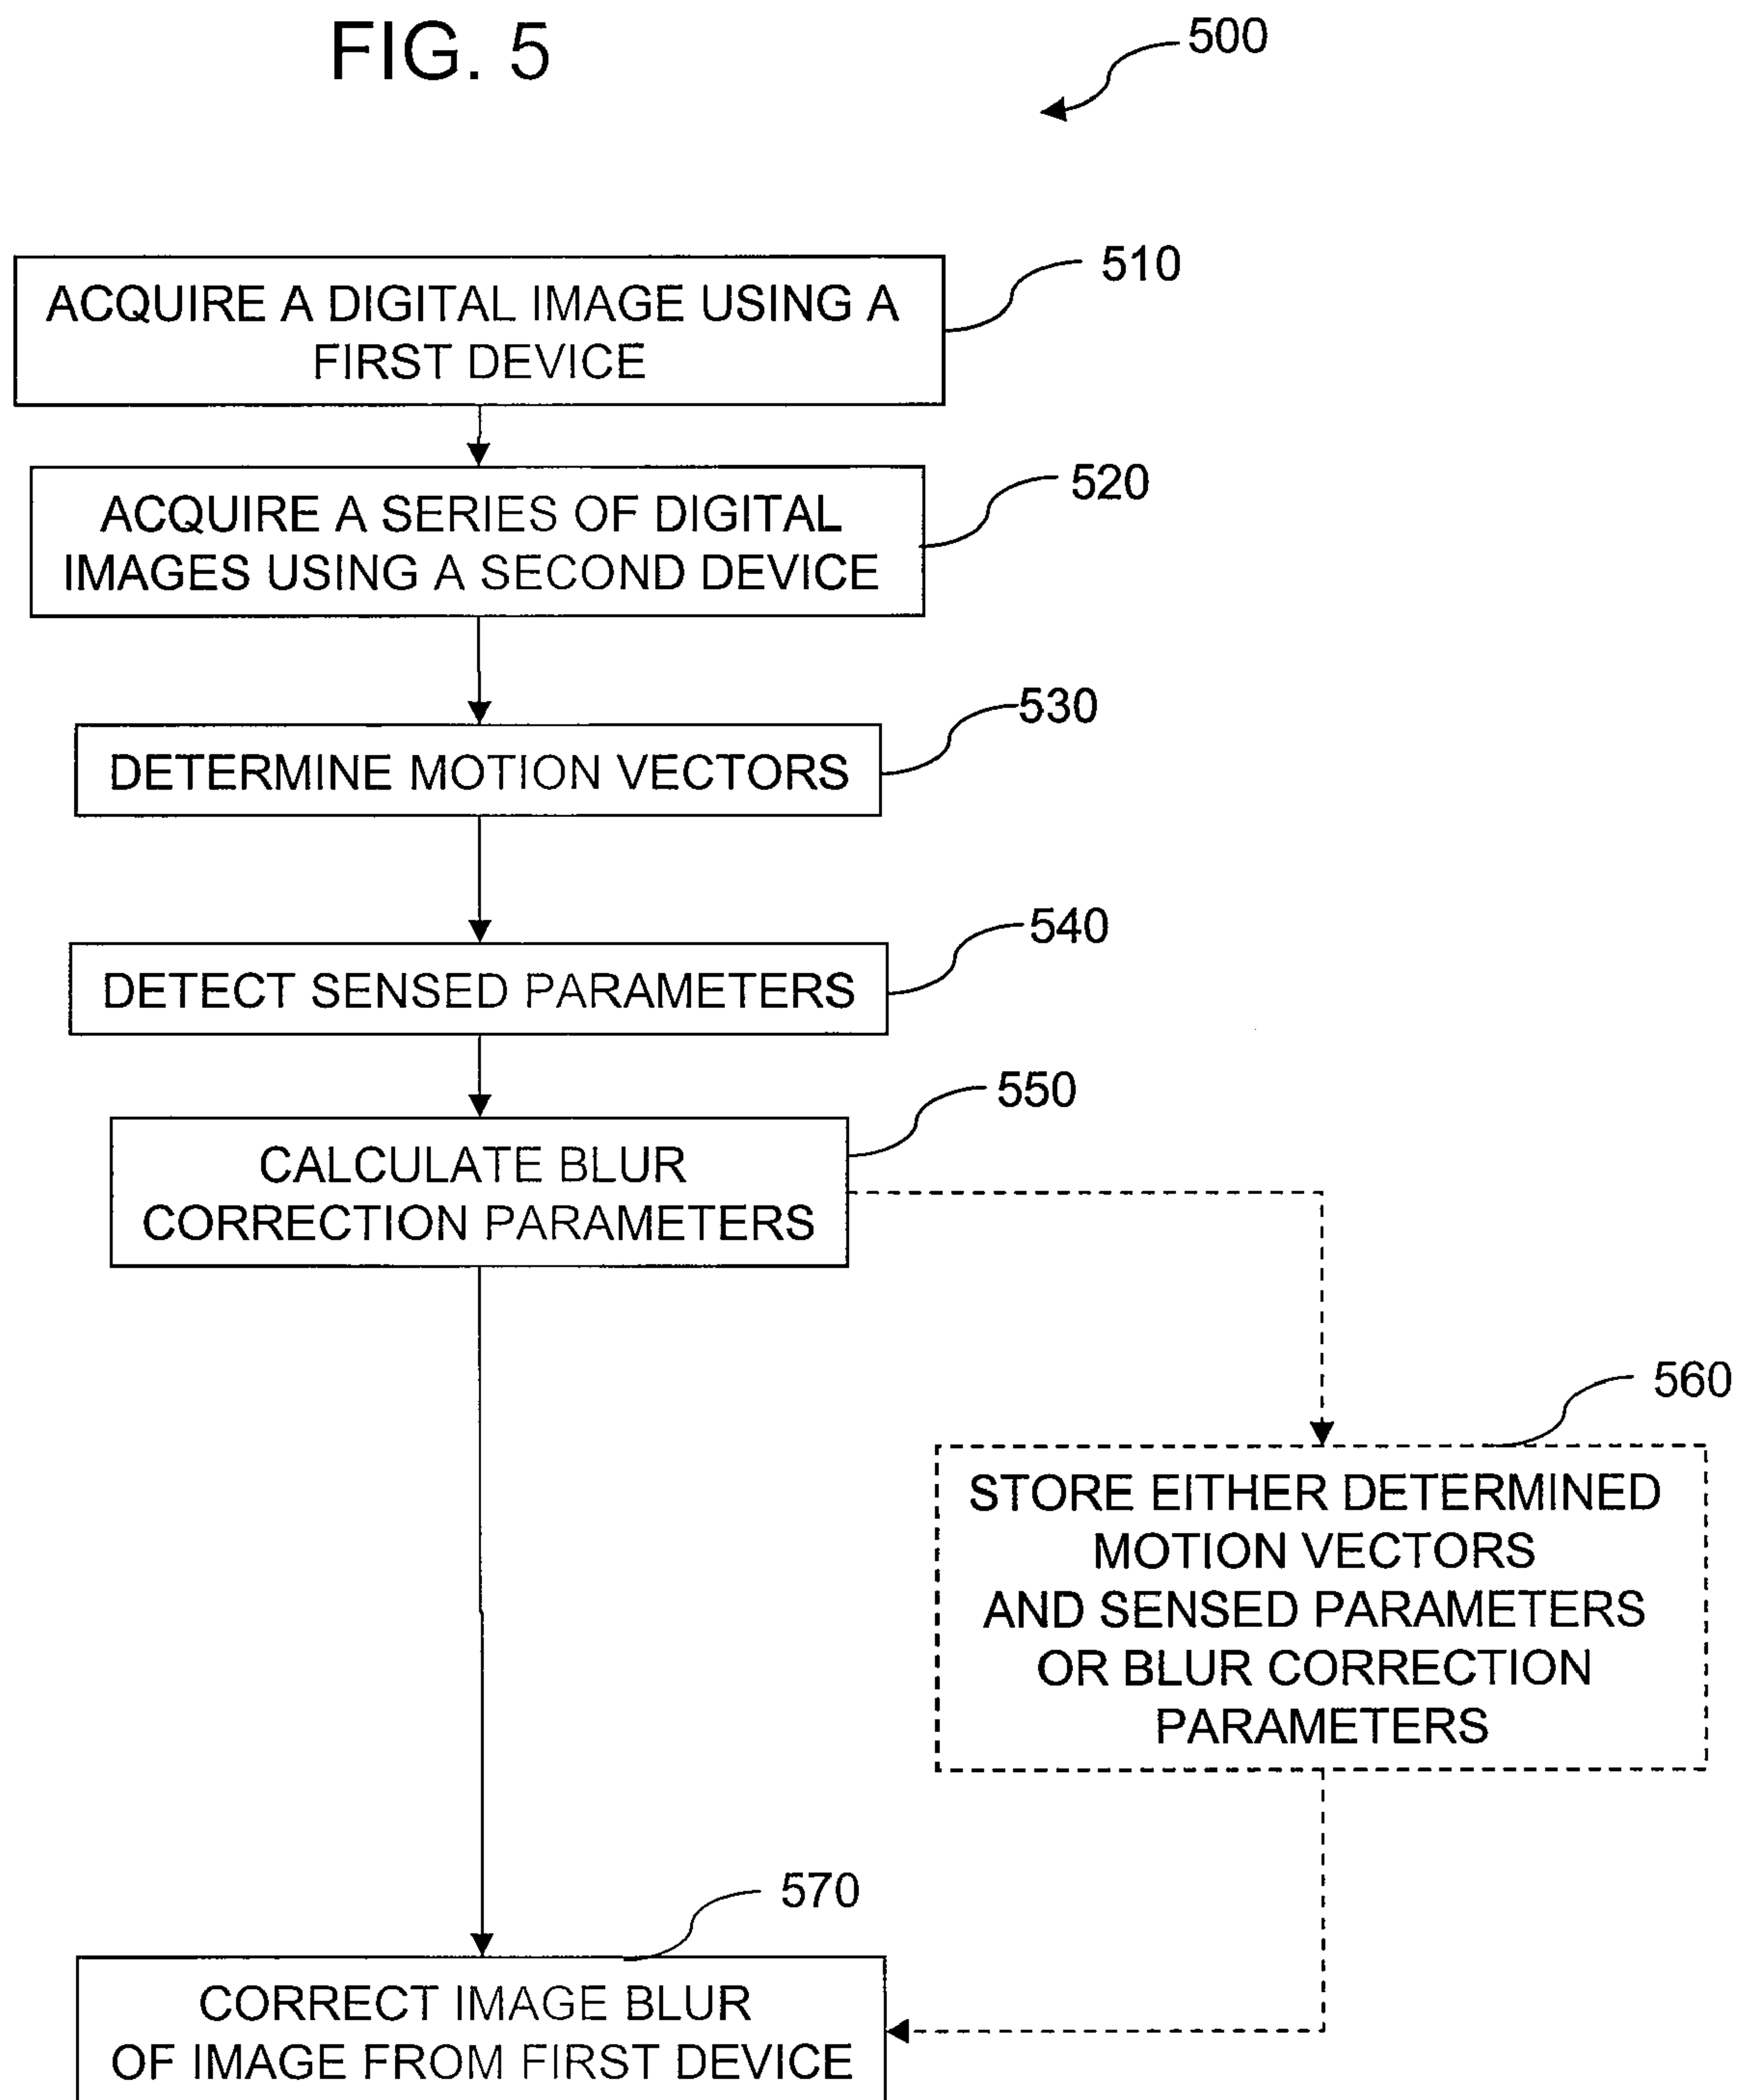 FIG. 5
500
510
ACQUIRE A DIGITAL IMAGE USING A
FIRST DEVICE
520
ACQUIRE A SERIES OF DIGITAL
IMAGES USING A SECOND DEVICE
530
DETERMINE MOTION VECTORS
540
DETECT SENSED PARAMETERS
550
CALCULATE BLUR
CORRECTION PARAMETERS
560
STORE EITHER DETERMINED
MOTION VECTORS
AND SENSED PARAMETERS
OR BLUR CORRECTION
PARAMETERS
570
CORRECT IMAGE BLUR
OF IMAGE FROM FIRST DEVICE